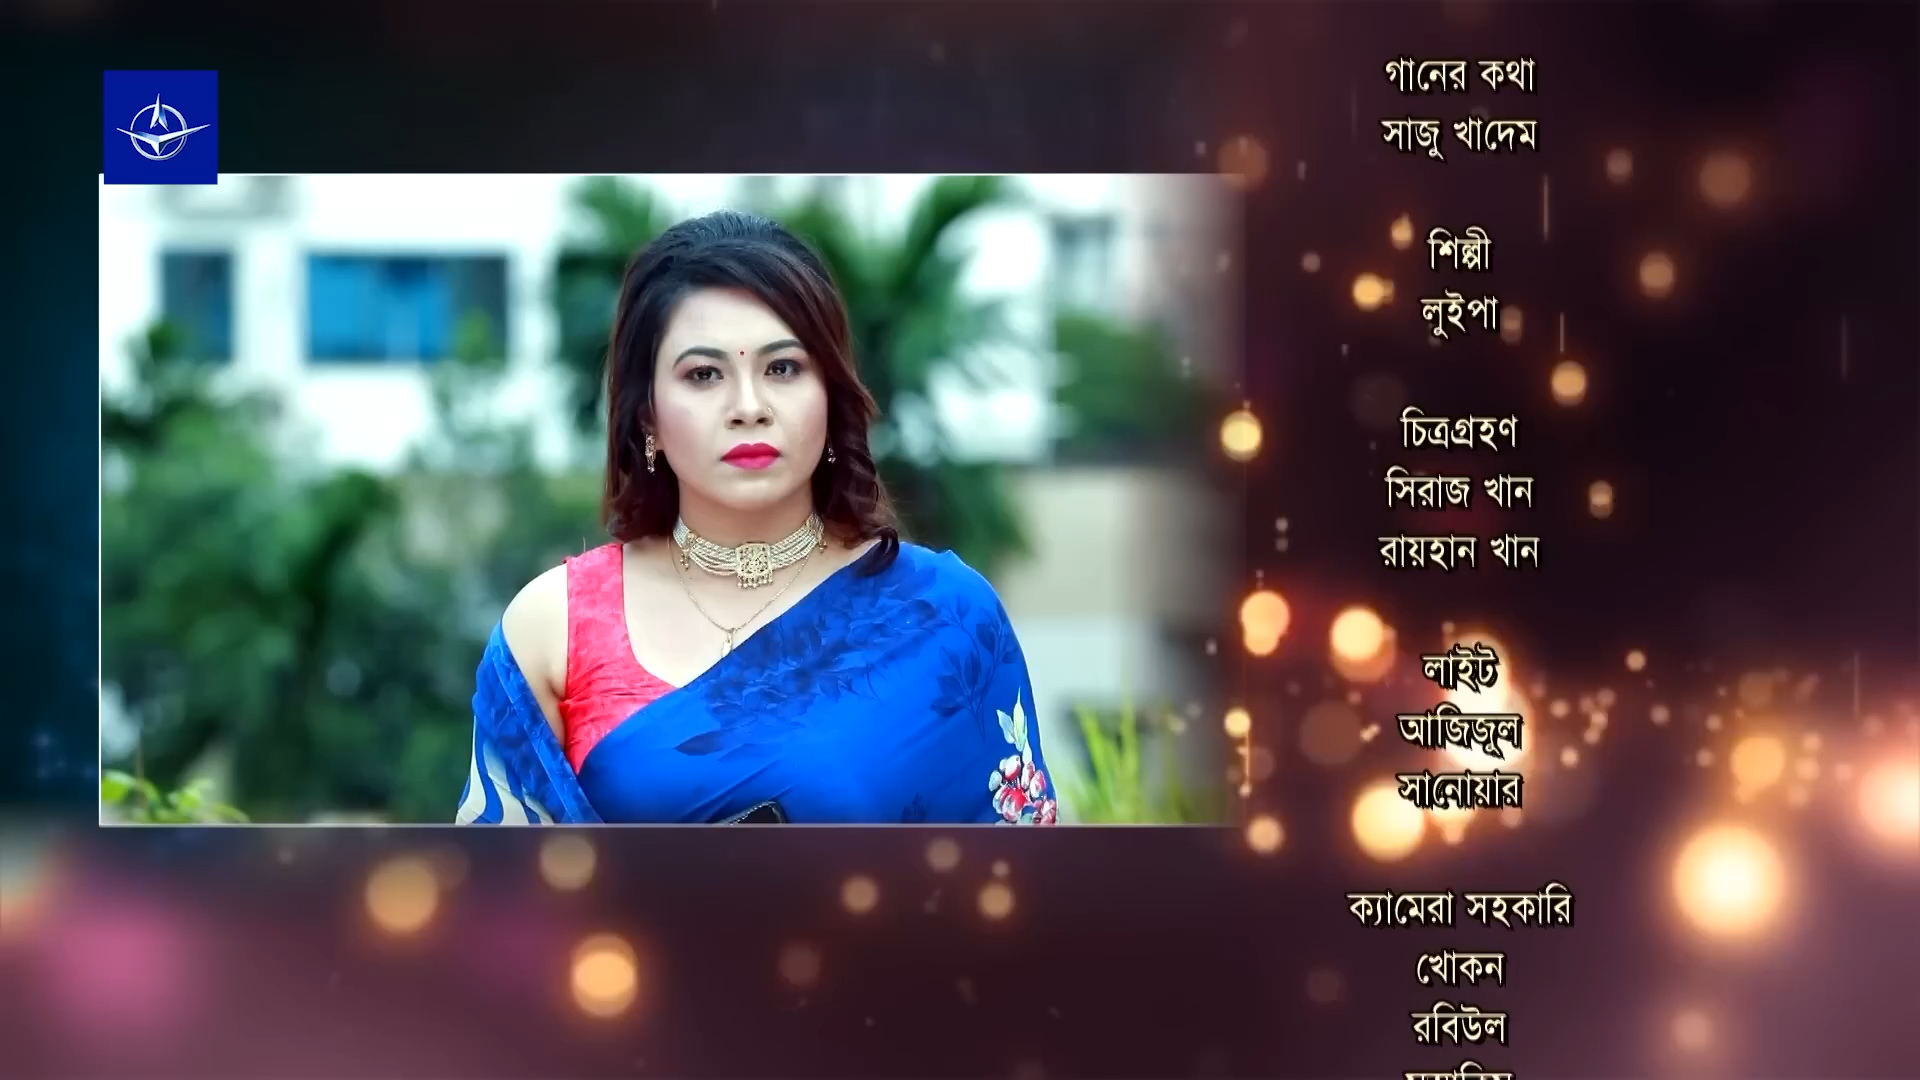 গানের কথা
সাজু খাদেম
শিল্পী
লুইপা
চিত্রগ্রহণ
সিরাজ খান
রায়হান খান
লাইট
আজিজুল
সানোয়ার
ক্যামেরা সহকারি
খোকন
রবিউল